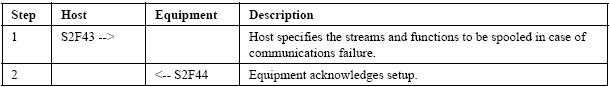 Step Host Equipment Description
1 S2F43 --> Host specifies the streams and functions to be spooled in case of
communications failure.
2 <-- S2F44 Equipment acknowledges setup.